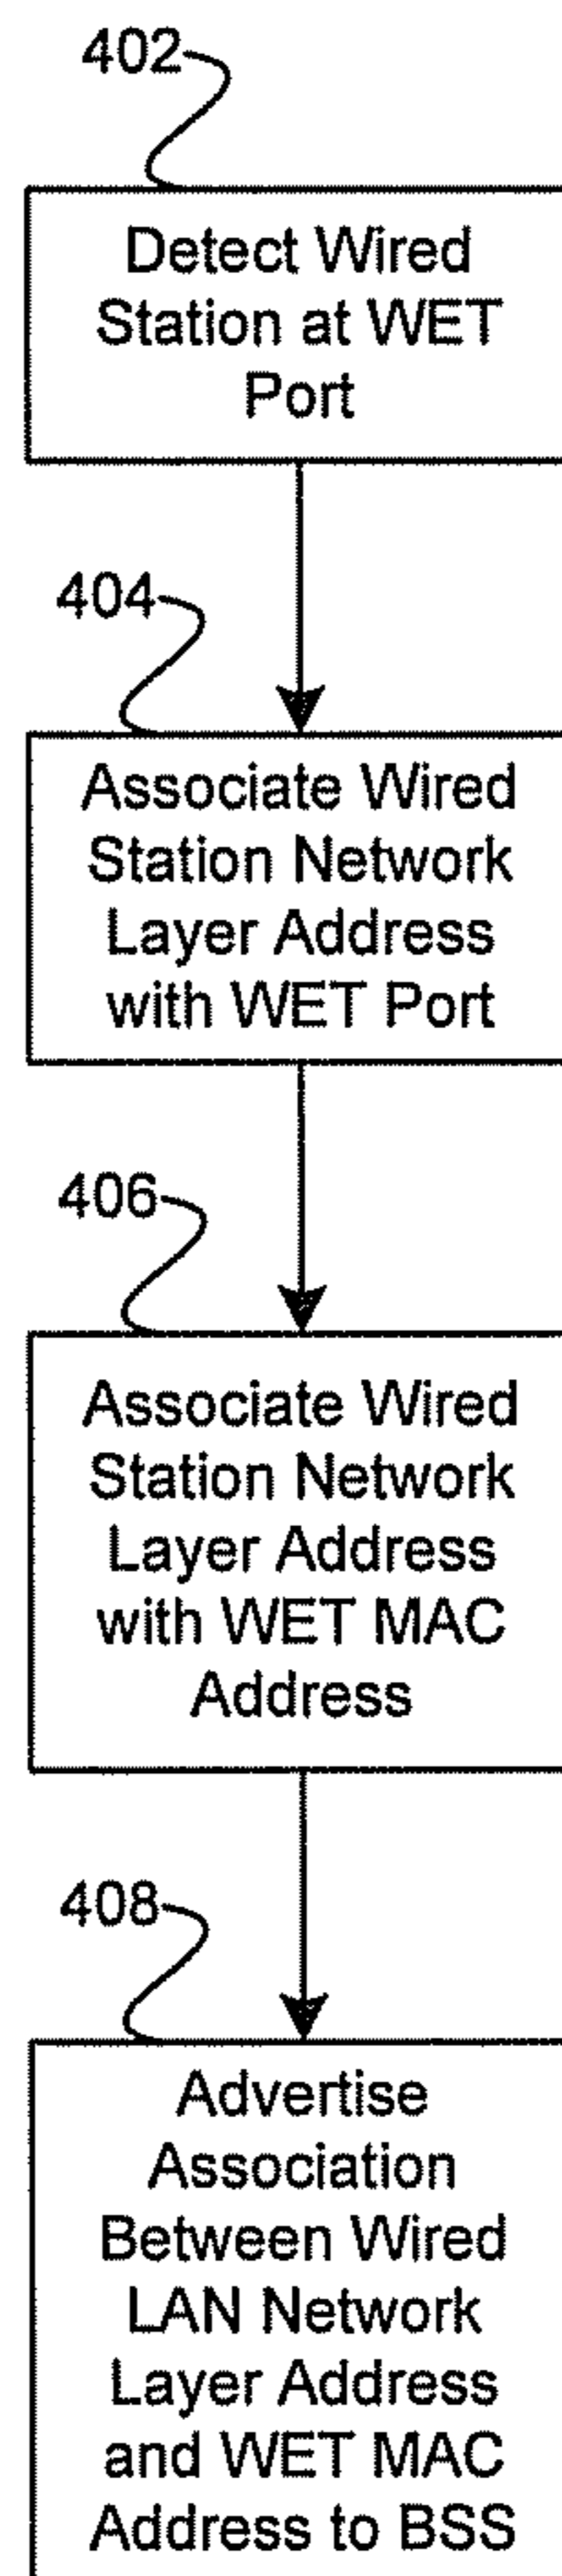 402
Detect Wired
Station at WET
Port
404
Associate Wired
Station Network
Layer Address
with WET Port
406
Associate Wired
Station Network
Layer Address
with WET MAC
Address
408
Advertise
Association
Between Wired
LAN Network
Layer Address
and WET MAC
Address to BSS